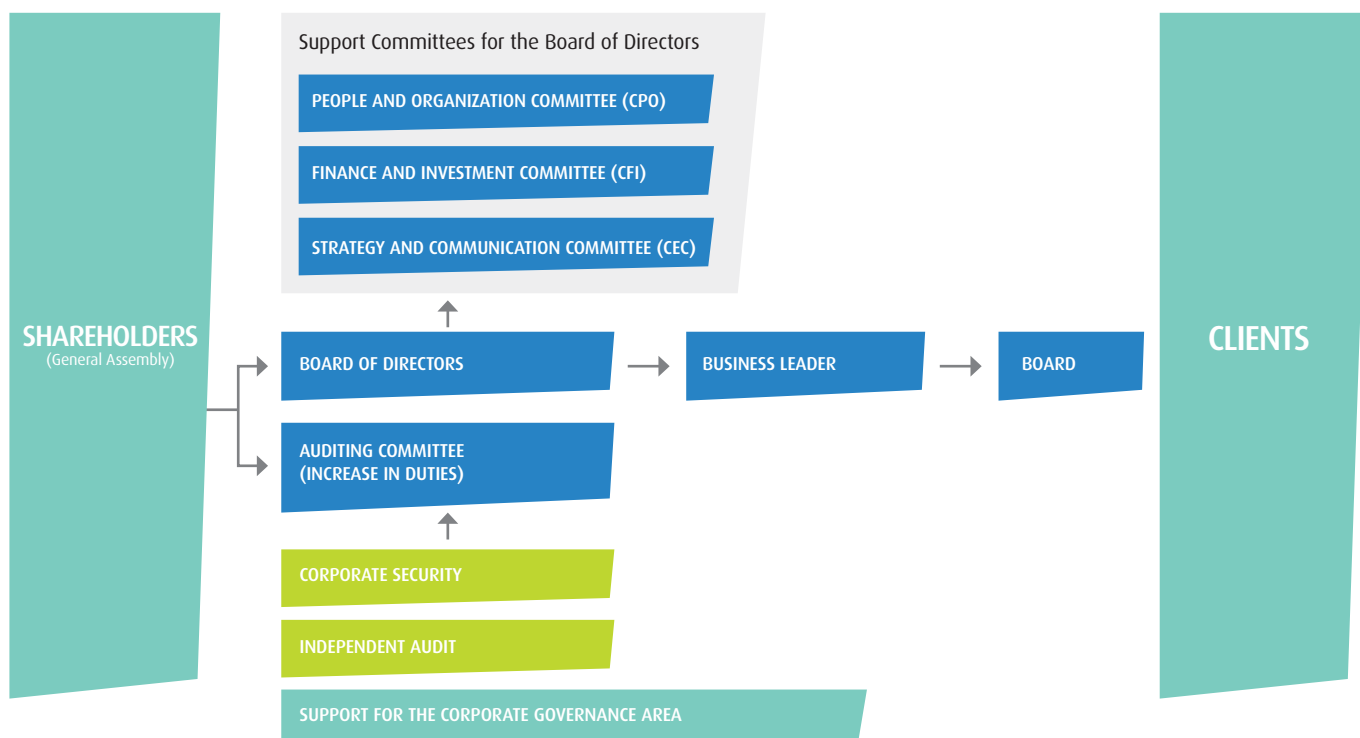 Support Committees for the Board of Directors
PEOPLE AND ORGANIZATION COMMITTEE (CPO)
FINANCE AND INVESTMENT COMMITTEE (CFI)
STRATEGY AND COMMUNICATION COMMITTEE (CEC)
SHAREHOLDERS
(General Assembly)
BOARD OF DIRECTORS
BUSINESS LEADER
BOARD
CLIENTS
AUDITING COMMITTEE
(INCREASE IN DUTIES)
CORPORATE SECURITY
INDEPENDENT AUDIT
SUPPORT FOR THE CORPORATE GOVERNANCE AREA